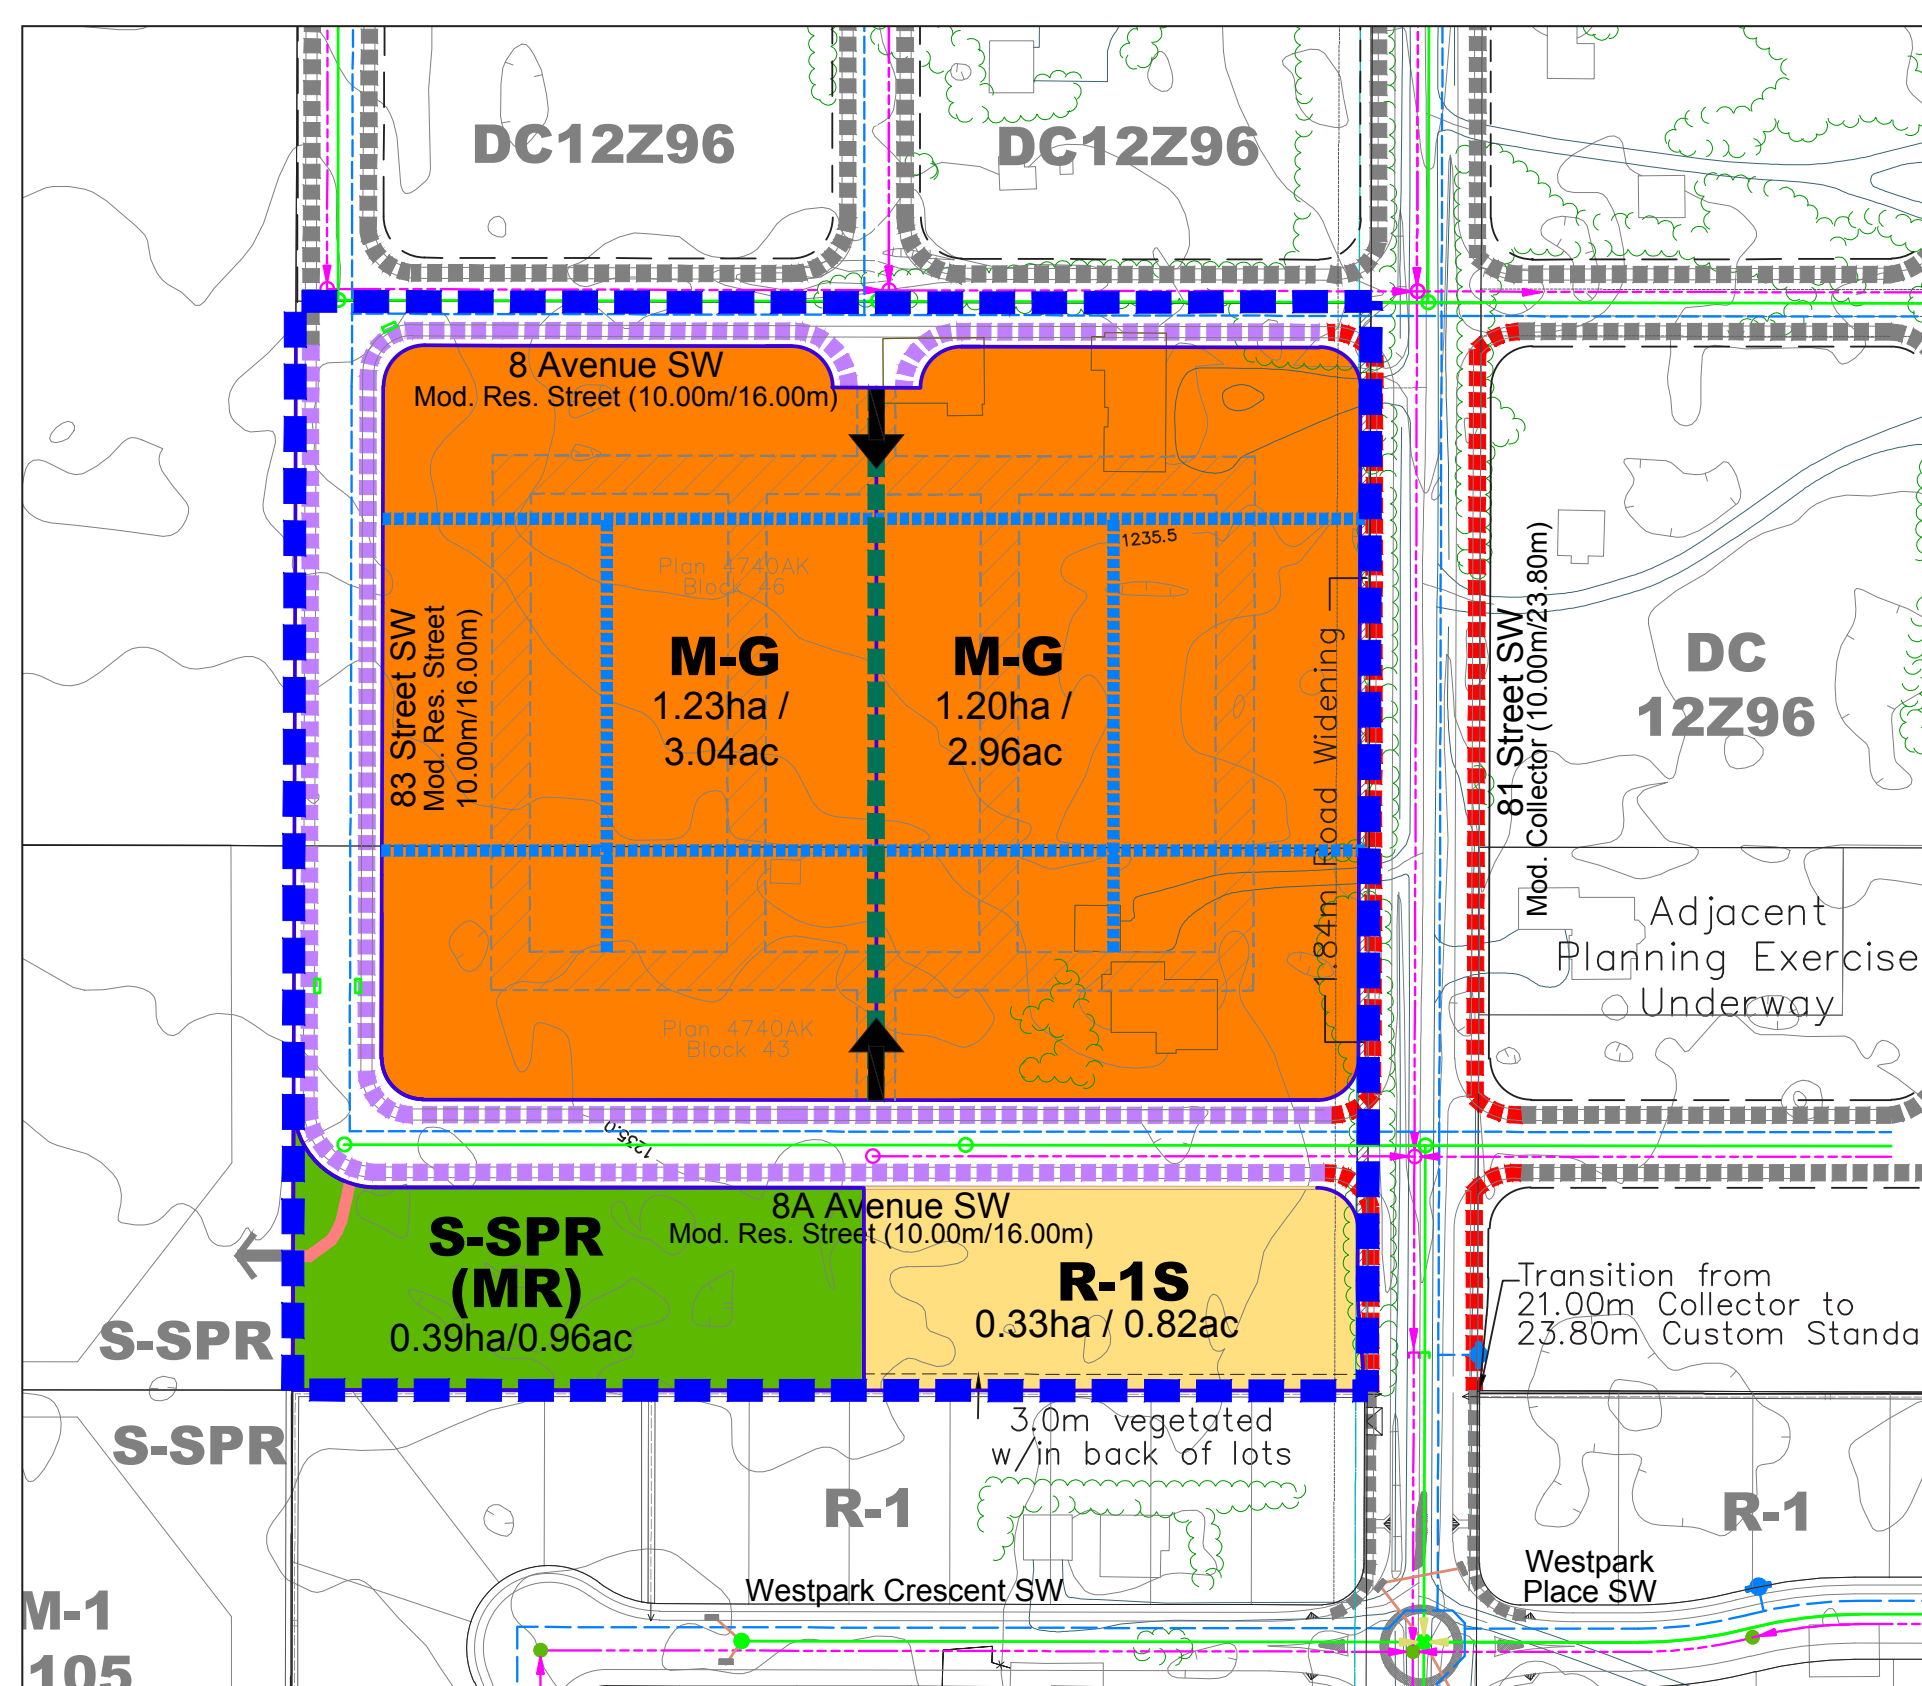 DC12Z96
DC12Z96
8 Avenue SW
Mod. Res. Street (10.00m/16.00m)
1235.5
Plan 4740AK
Block 46
83 Street SW
Mod. Res. Street
10.00m/16.00m)
M-G
1.23ha /
3.04ac
M-G
1.20ha /
2.96ac
1.84m Road Widening
81 Street SW
Mod. Collector (10.00m/23.80m)
DC
12Z96
Adjacent
Planning Exercise
Underway
Plan 4740AK
Block 43
1235.0
8A Avenue SW
Mod. Res. Street (10.00m/16.00m)
S-SPR
(MR)
0.39ha/0.96ac
R-1S
0.33ha / 0.82ac
Transition from
21.00m Collector to
23.80m Custom Standa
S-SPR
S-SPR
3.0m vegetated
w/in back of lots
R-1
R-1
Westpark Crescent SW
Westpark
Place SW
M-1
105